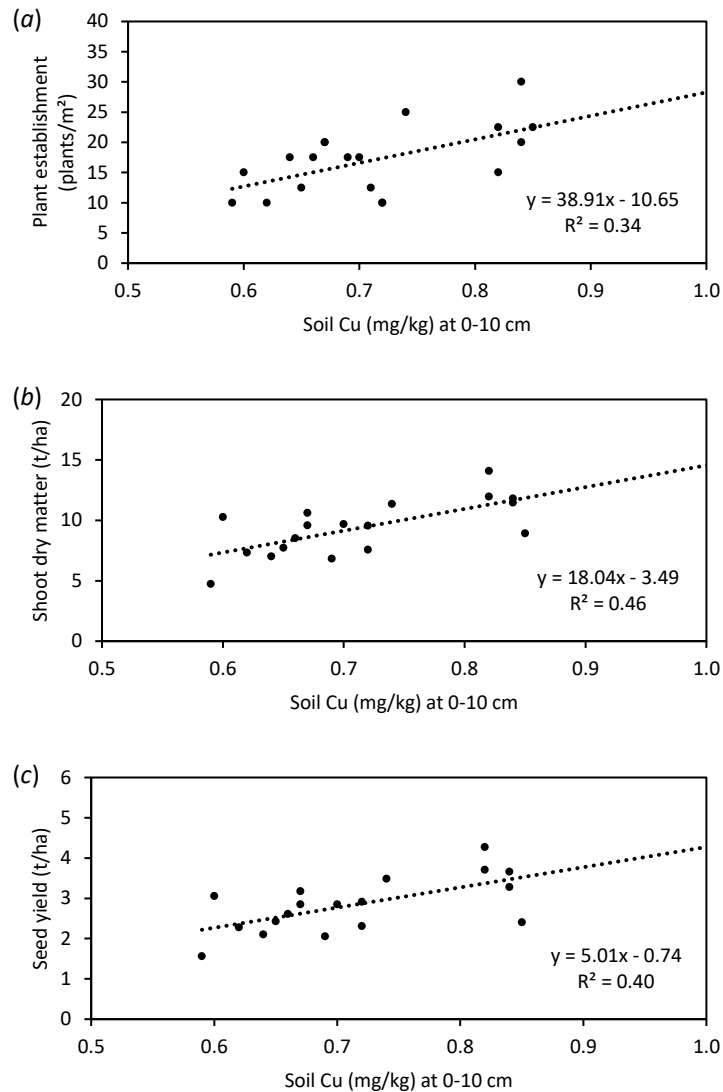 (a)
Plant establishment
(plants/m²)
40
35
30
25
20
15
10
5
0
y = 38.91x - 10.65
R² = 0.34
0.5 0.6 0.7 0.8 0.9 1.0
Soil Cu (mg/kg) at 0-10 cm
(b)
Shoot dry matter (t/ha)
20
15
10
5
0
y = 18.04x - 3.49
R² = 0.46
0.5 0.6 0.7 0.8 0.9 1.0
Soil Cu (mg/kg) at 0-10 cm
(c)
Seed yield (t/ha)
6
5
4
3
2
1
0
y = 5.01x - 0.74
R² = 0.40
0.5 0.6 0.7 0.8 0.9 1.0
Soil Cu (mg/kg) at 0-10 cm